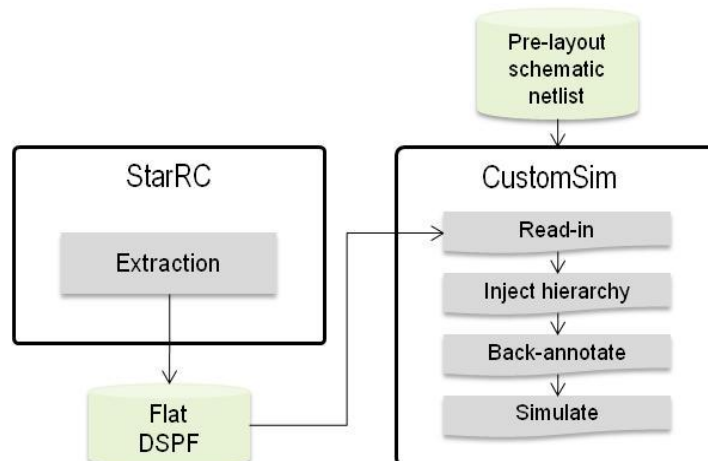 Pre-layout
schematic
netlist
StarRC
Extraction
Flat
DSPF
CustomSim
Read-in
Inject hierarchy
Back-annotate
Simulate